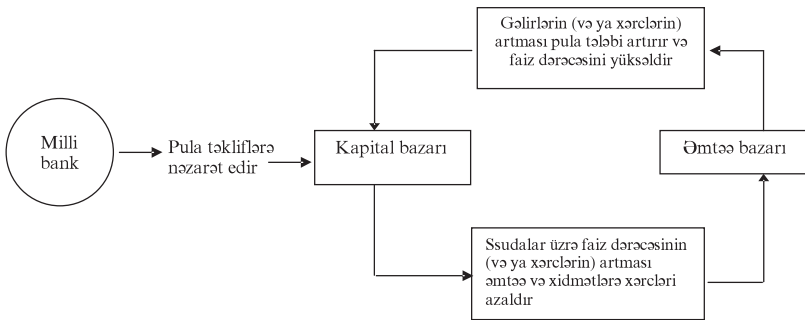 Gəlirlərin (və ya xərclərin)
artması pula tələbi artırır və
faiz dərəcəsini yüksəldir
Milli
bank
Pula təkliflərə
nəzarət edir
Kapital bazarı
Əmtəə bazarı
Ssudalar üzrə faiz dərəcəsinin
(və ya xərclərin) artması
əmtəə və xidmətlərə xərcləri
azaldır